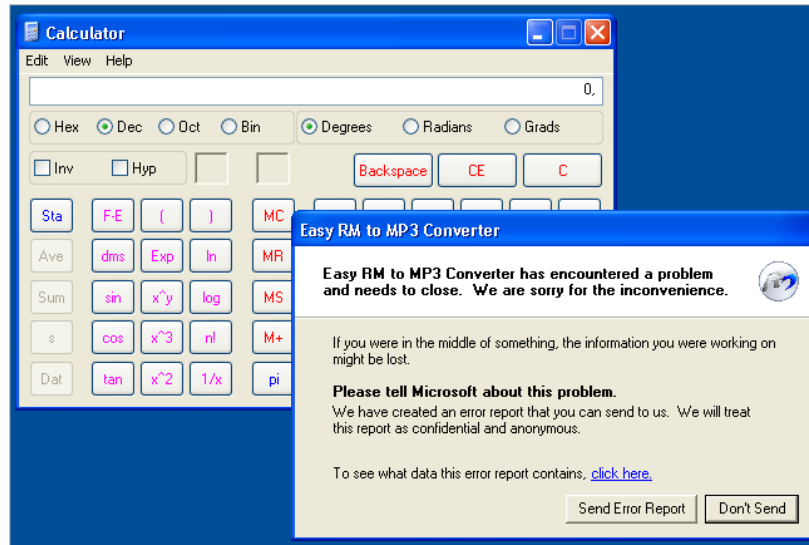 Calculator
Edit View Help
0,
Hex Dec Oct Bin Degrees Radians Grads
Inv Hyp Backspace CE C
Sta F-E ( ) MC
Ave dms Exp ln MR
Sum sin x^y log MS
s cos x^3 n! M+
Dat tan x^2 1/x pi
Easy RM to MP3 Converter
Easy RM to MP3 Converter has encountered a problem
and needs to close. We are sorry for the inconvenience.
If you were in the middle of something, the information you were working on
might be lost.
Please tell Microsoft about this problem.
We have created an error report that you can send to us. We will treat
this report as confidential and anonymous.
To see what data this error report contains, click here.
Send Error Report Don't Send